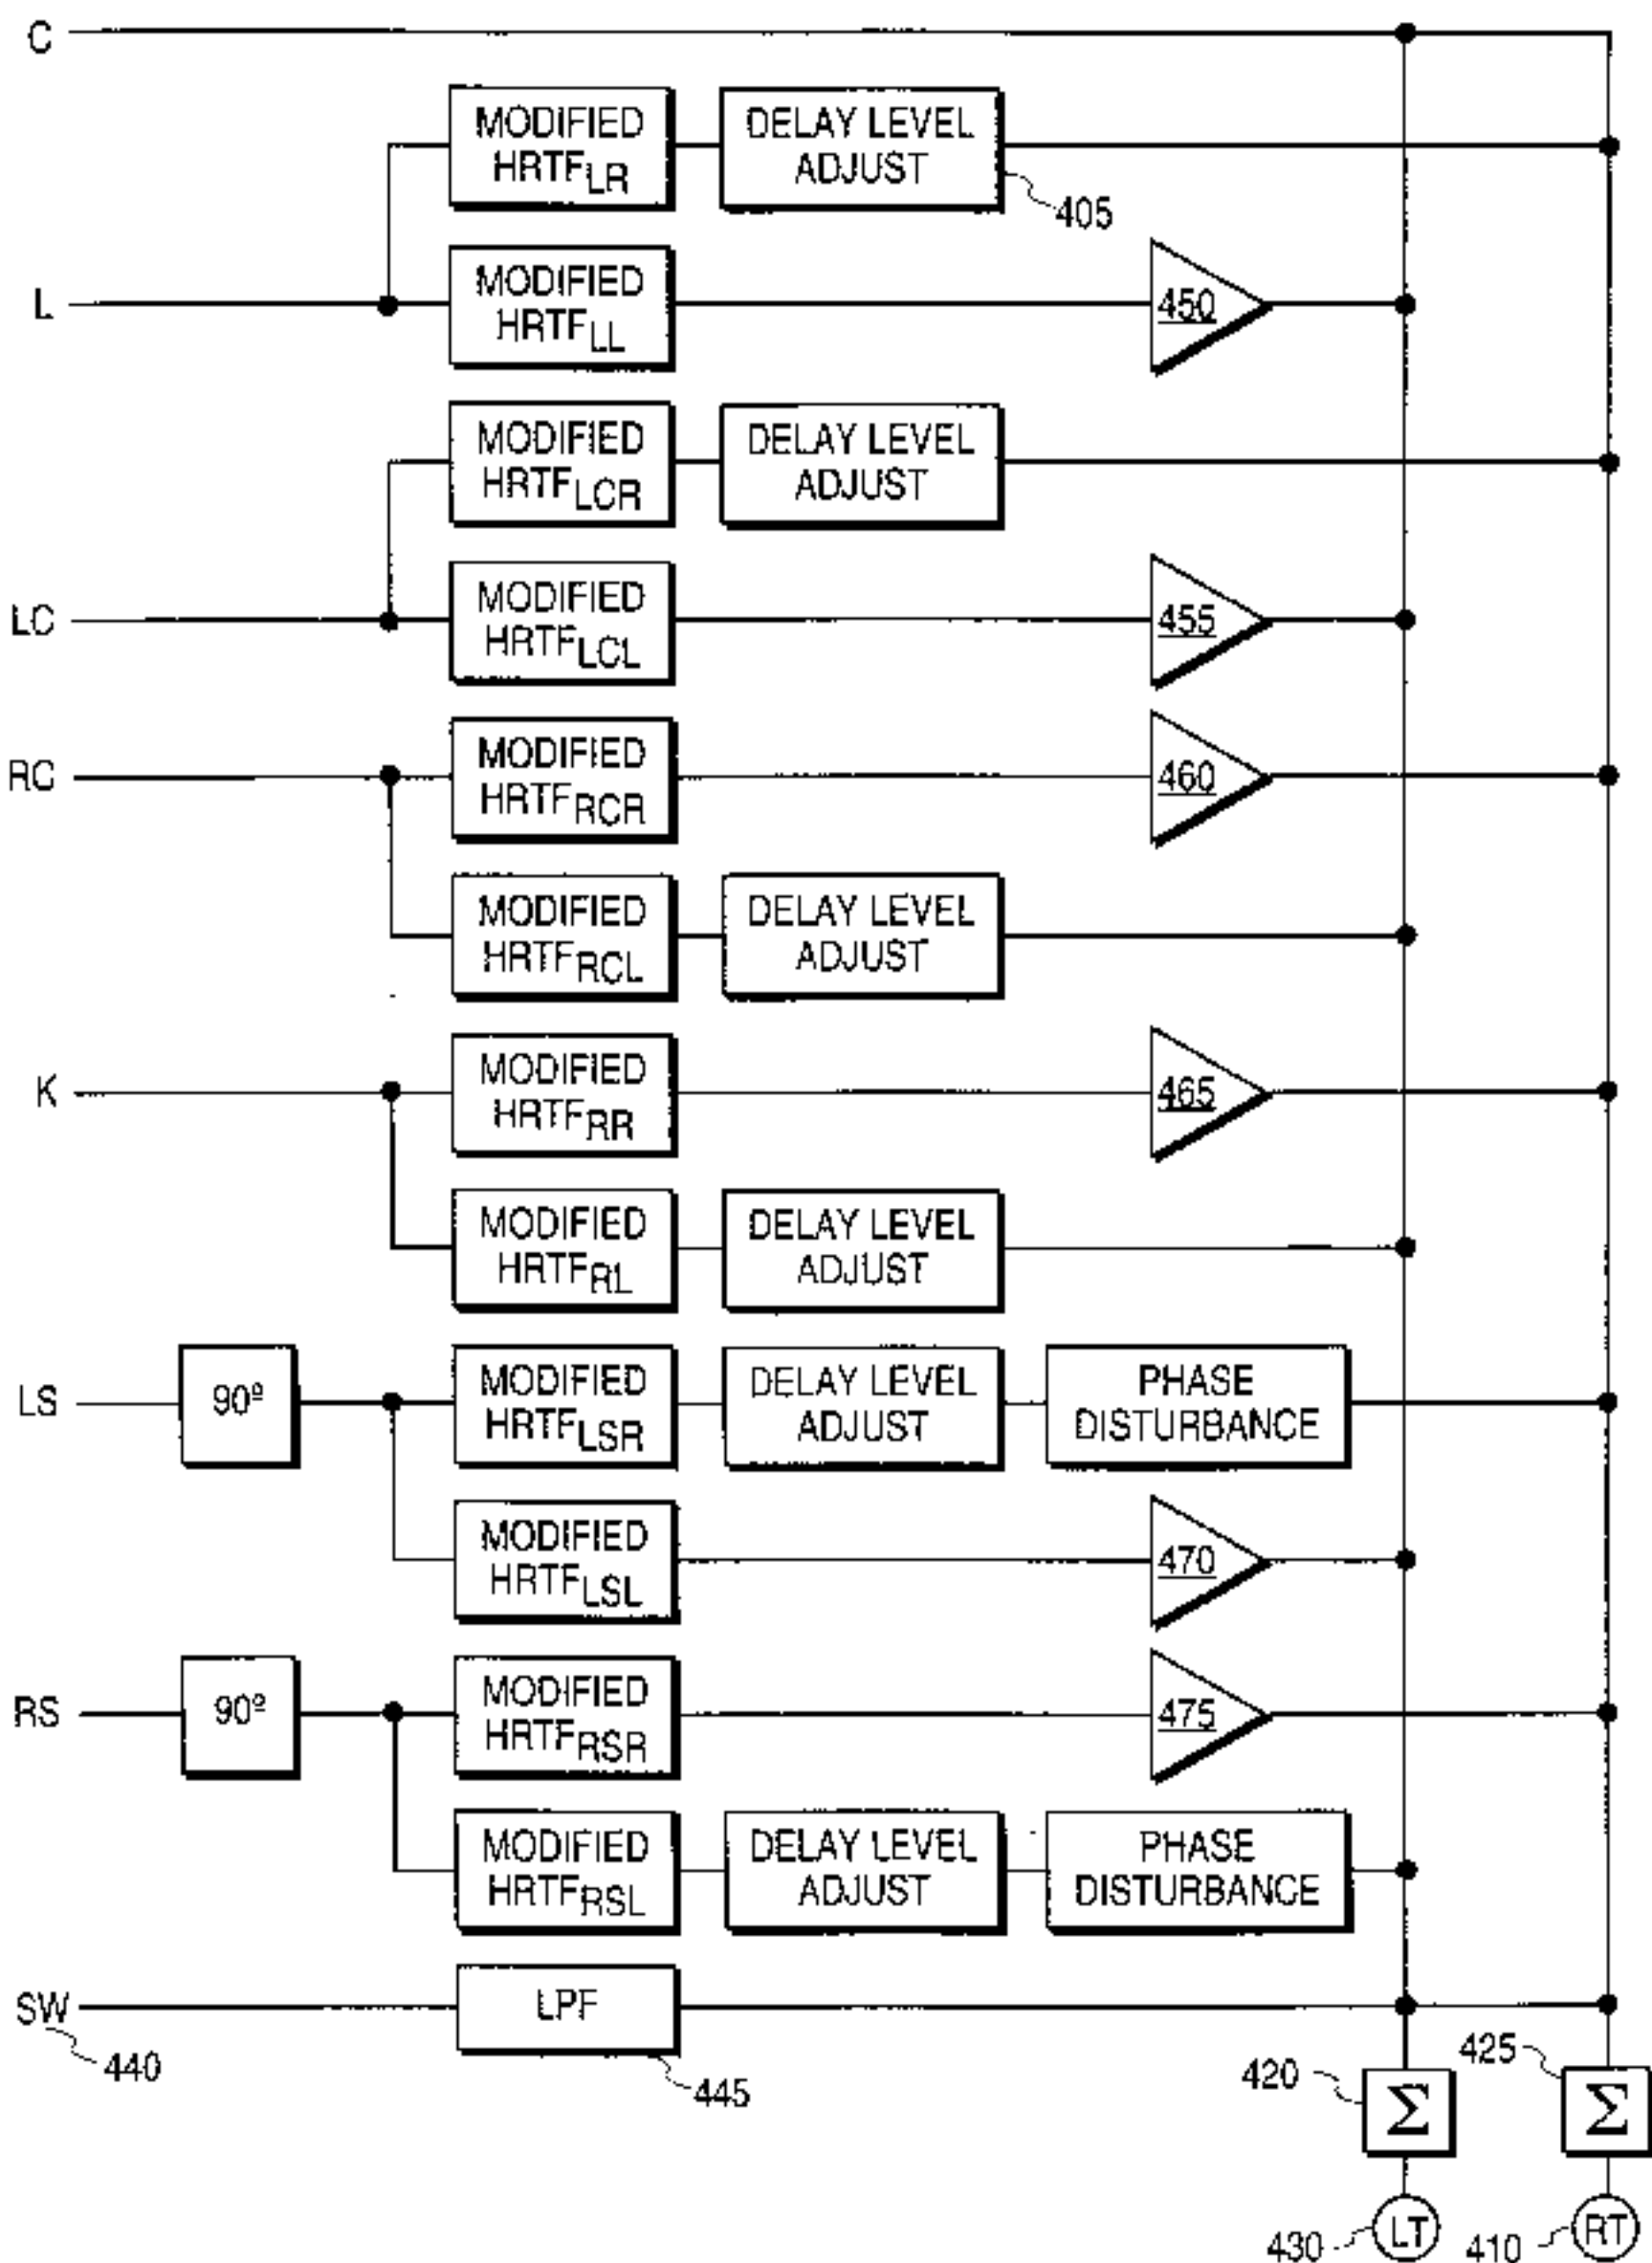 C
MODIFIED
HRTFLR
DELAY LEVEL
ADJUST
405
L
MODIFIED
HRTFLL
450
MODIFIED
HRTFLCR
DELAY LEVEL
ADJUST
LC
MODIFIED
HRTFLCL
455
RC
MODIFIED
HRTFRCR
460
MODIFIED
HRTFRCL
DELAY LEVEL
ADJUST
K
MODIFIED
HRTFRR
465
MODIFIED
HRTFRL
DELAY LEVEL
ADJUST
LS
90º
MODIFIED
HRTFLSR
DELAY LEVEL
ADJUST
PHASE
DISTURBANCE
MODIFIED
HRTFLSL
470
RS
90º
MODIFIED
HRTFRSR
475
MODIFIED
HRTFRSL
DELAY LEVEL
ADJUST
PHASE
DISTURBANCE
SW
440
LPF
445
420
Σ
425
Σ
430
LT
410
RT